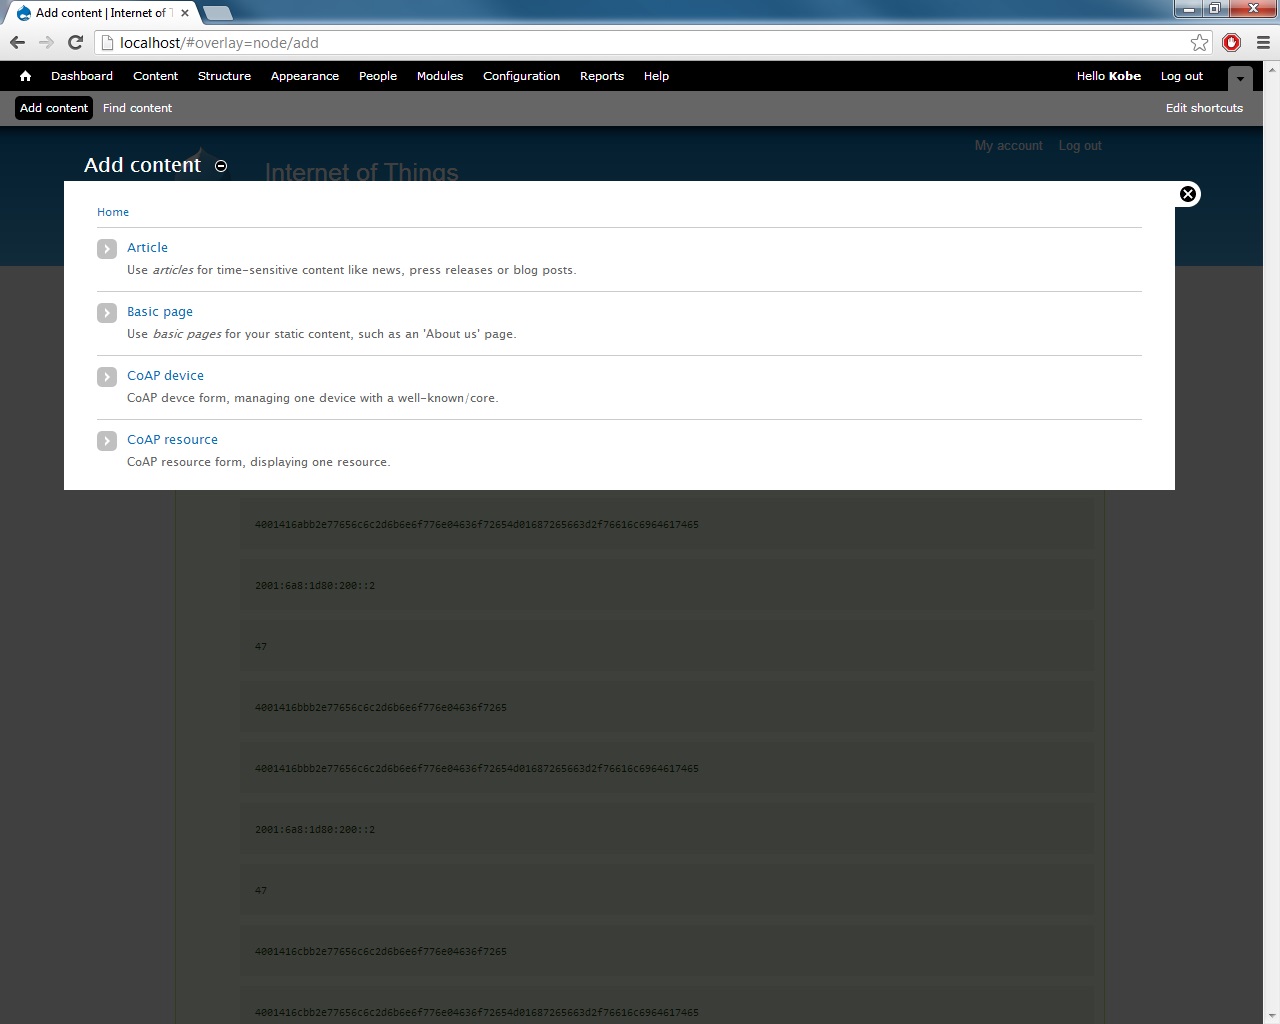 Add content | Internet of T
localhost/#overlay=node/add
Dashboard Content Structure Appearance People Modules Configuration Reports Help Hello Kobe Log out
Add content Find content Edit shortcuts
My account Log out
Add content
Internet of Things
Home
Article
Use articles for time-sensitive content like news, press releases or blog posts.
Basic page
Use basic pages for your static content, such as an 'About us' page.
CoAP device
CoAP devce form, managing one device with a well-known/core.
CoAP resource
CoAP resource form, displaying one resource.
4001416abb2e77656c6c2d6b6e6f776e04636f72654d01687265663d2f76616c6964617465
2001:6a8:1d80:200::2
47
4001416bbb2e77656c6c2d6b6e6f776e04636f7265
4001416bbb2e77656c6c2d6b6e6f776e04636f72654d01687265663d2f76616c6964617465
2001:6a8:1d80:200::2
47
4001416cbb2e77656c6c2d6b6e6f776e04636f7265
4001416cbb2e77656c6c2d6b6e6f776e04636f72654d01687265663d2f76616c6964617465